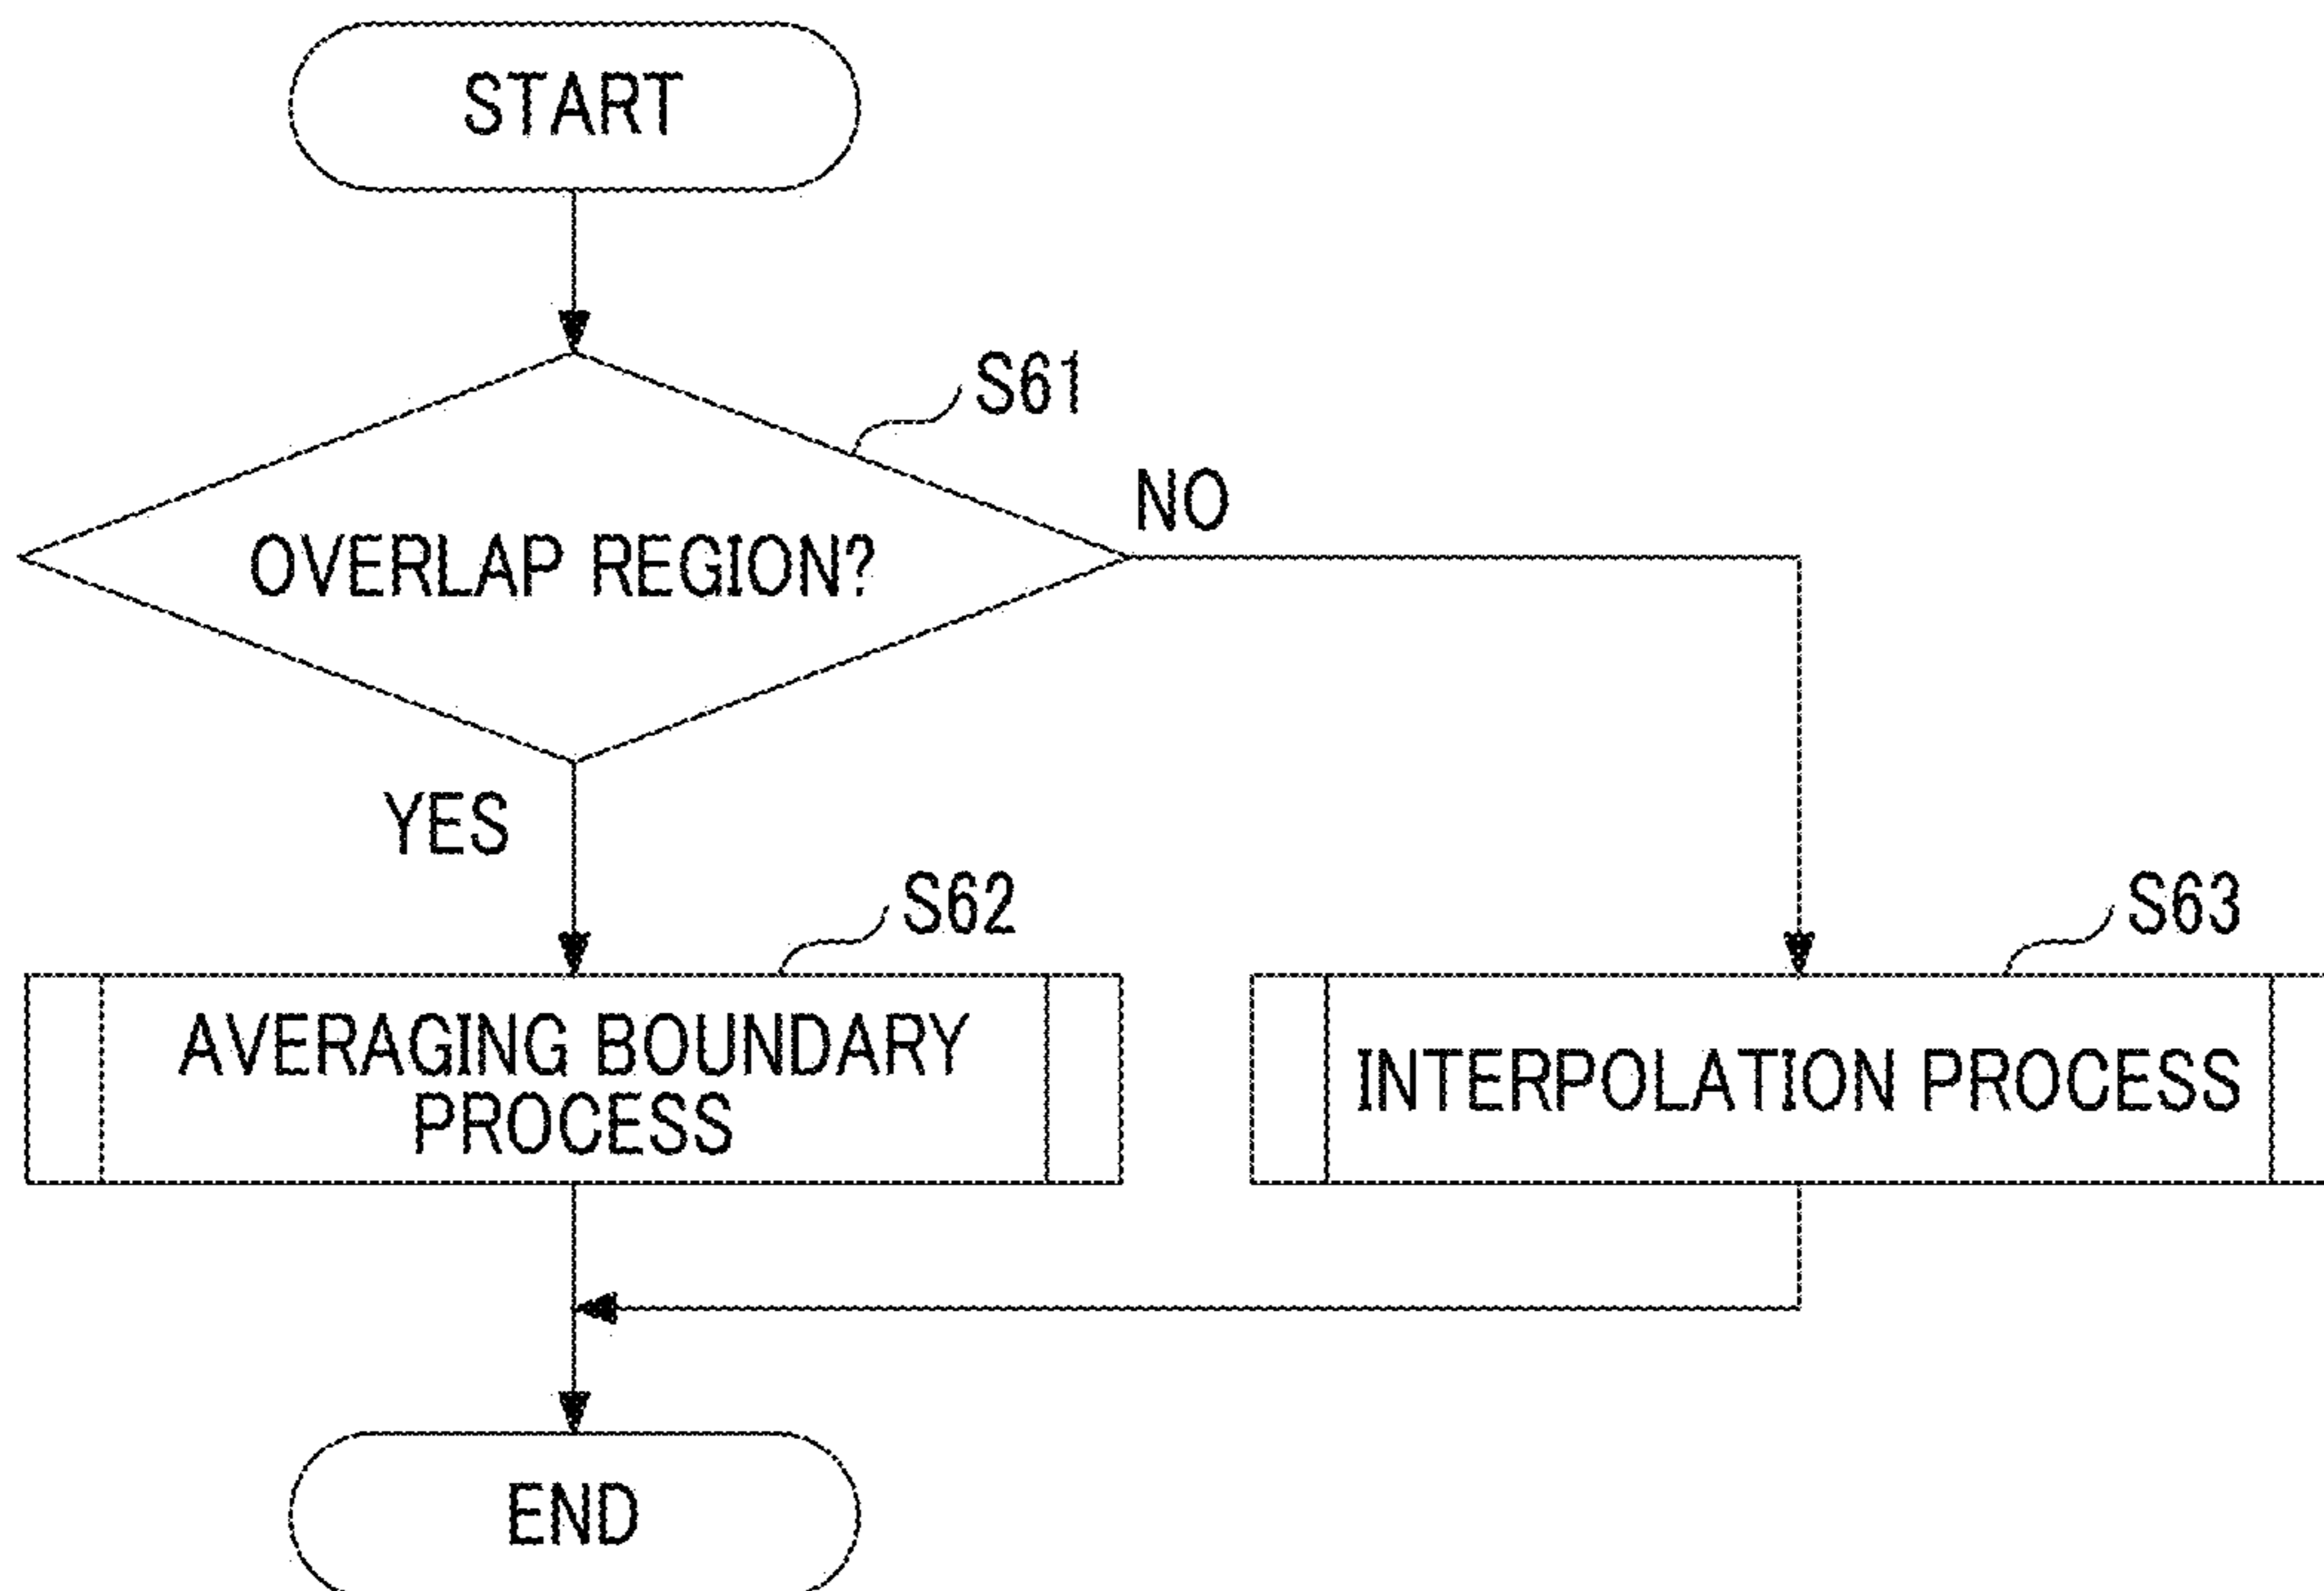 START
S61
NO
OVERLAP REGION?
YES
S62
S63
AVERAGING BOUNDARY
PROCESS
INTERPOLATION PROCESS
END